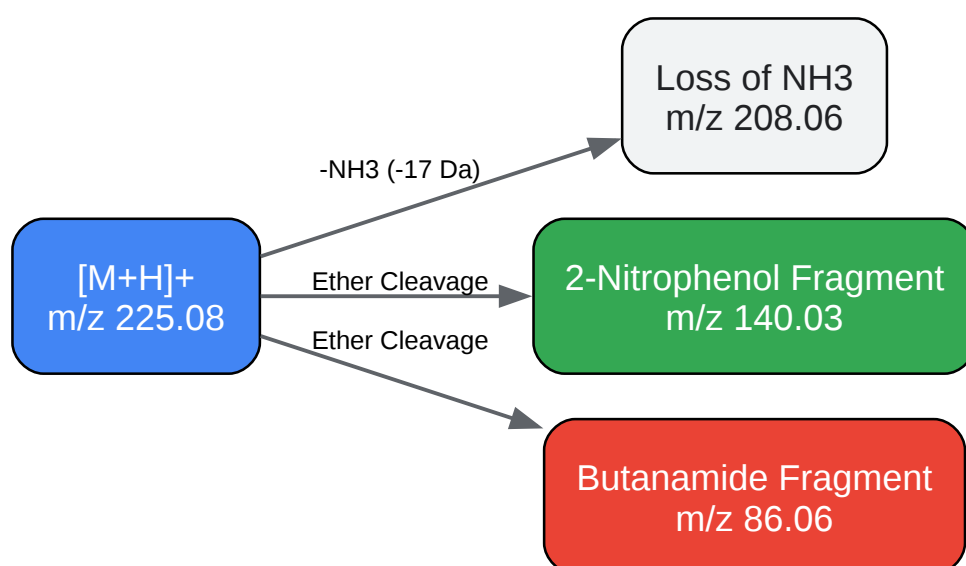 Loss of NH3
m/z 208.06
-NH3 (-17 Da)
[M+H]+
m/z 225.08
Ether Cleavage
2-Nitrophenol Fragment
m/z 140.03
Ether Cleavage
Butanamide Fragment
m/z 86.06